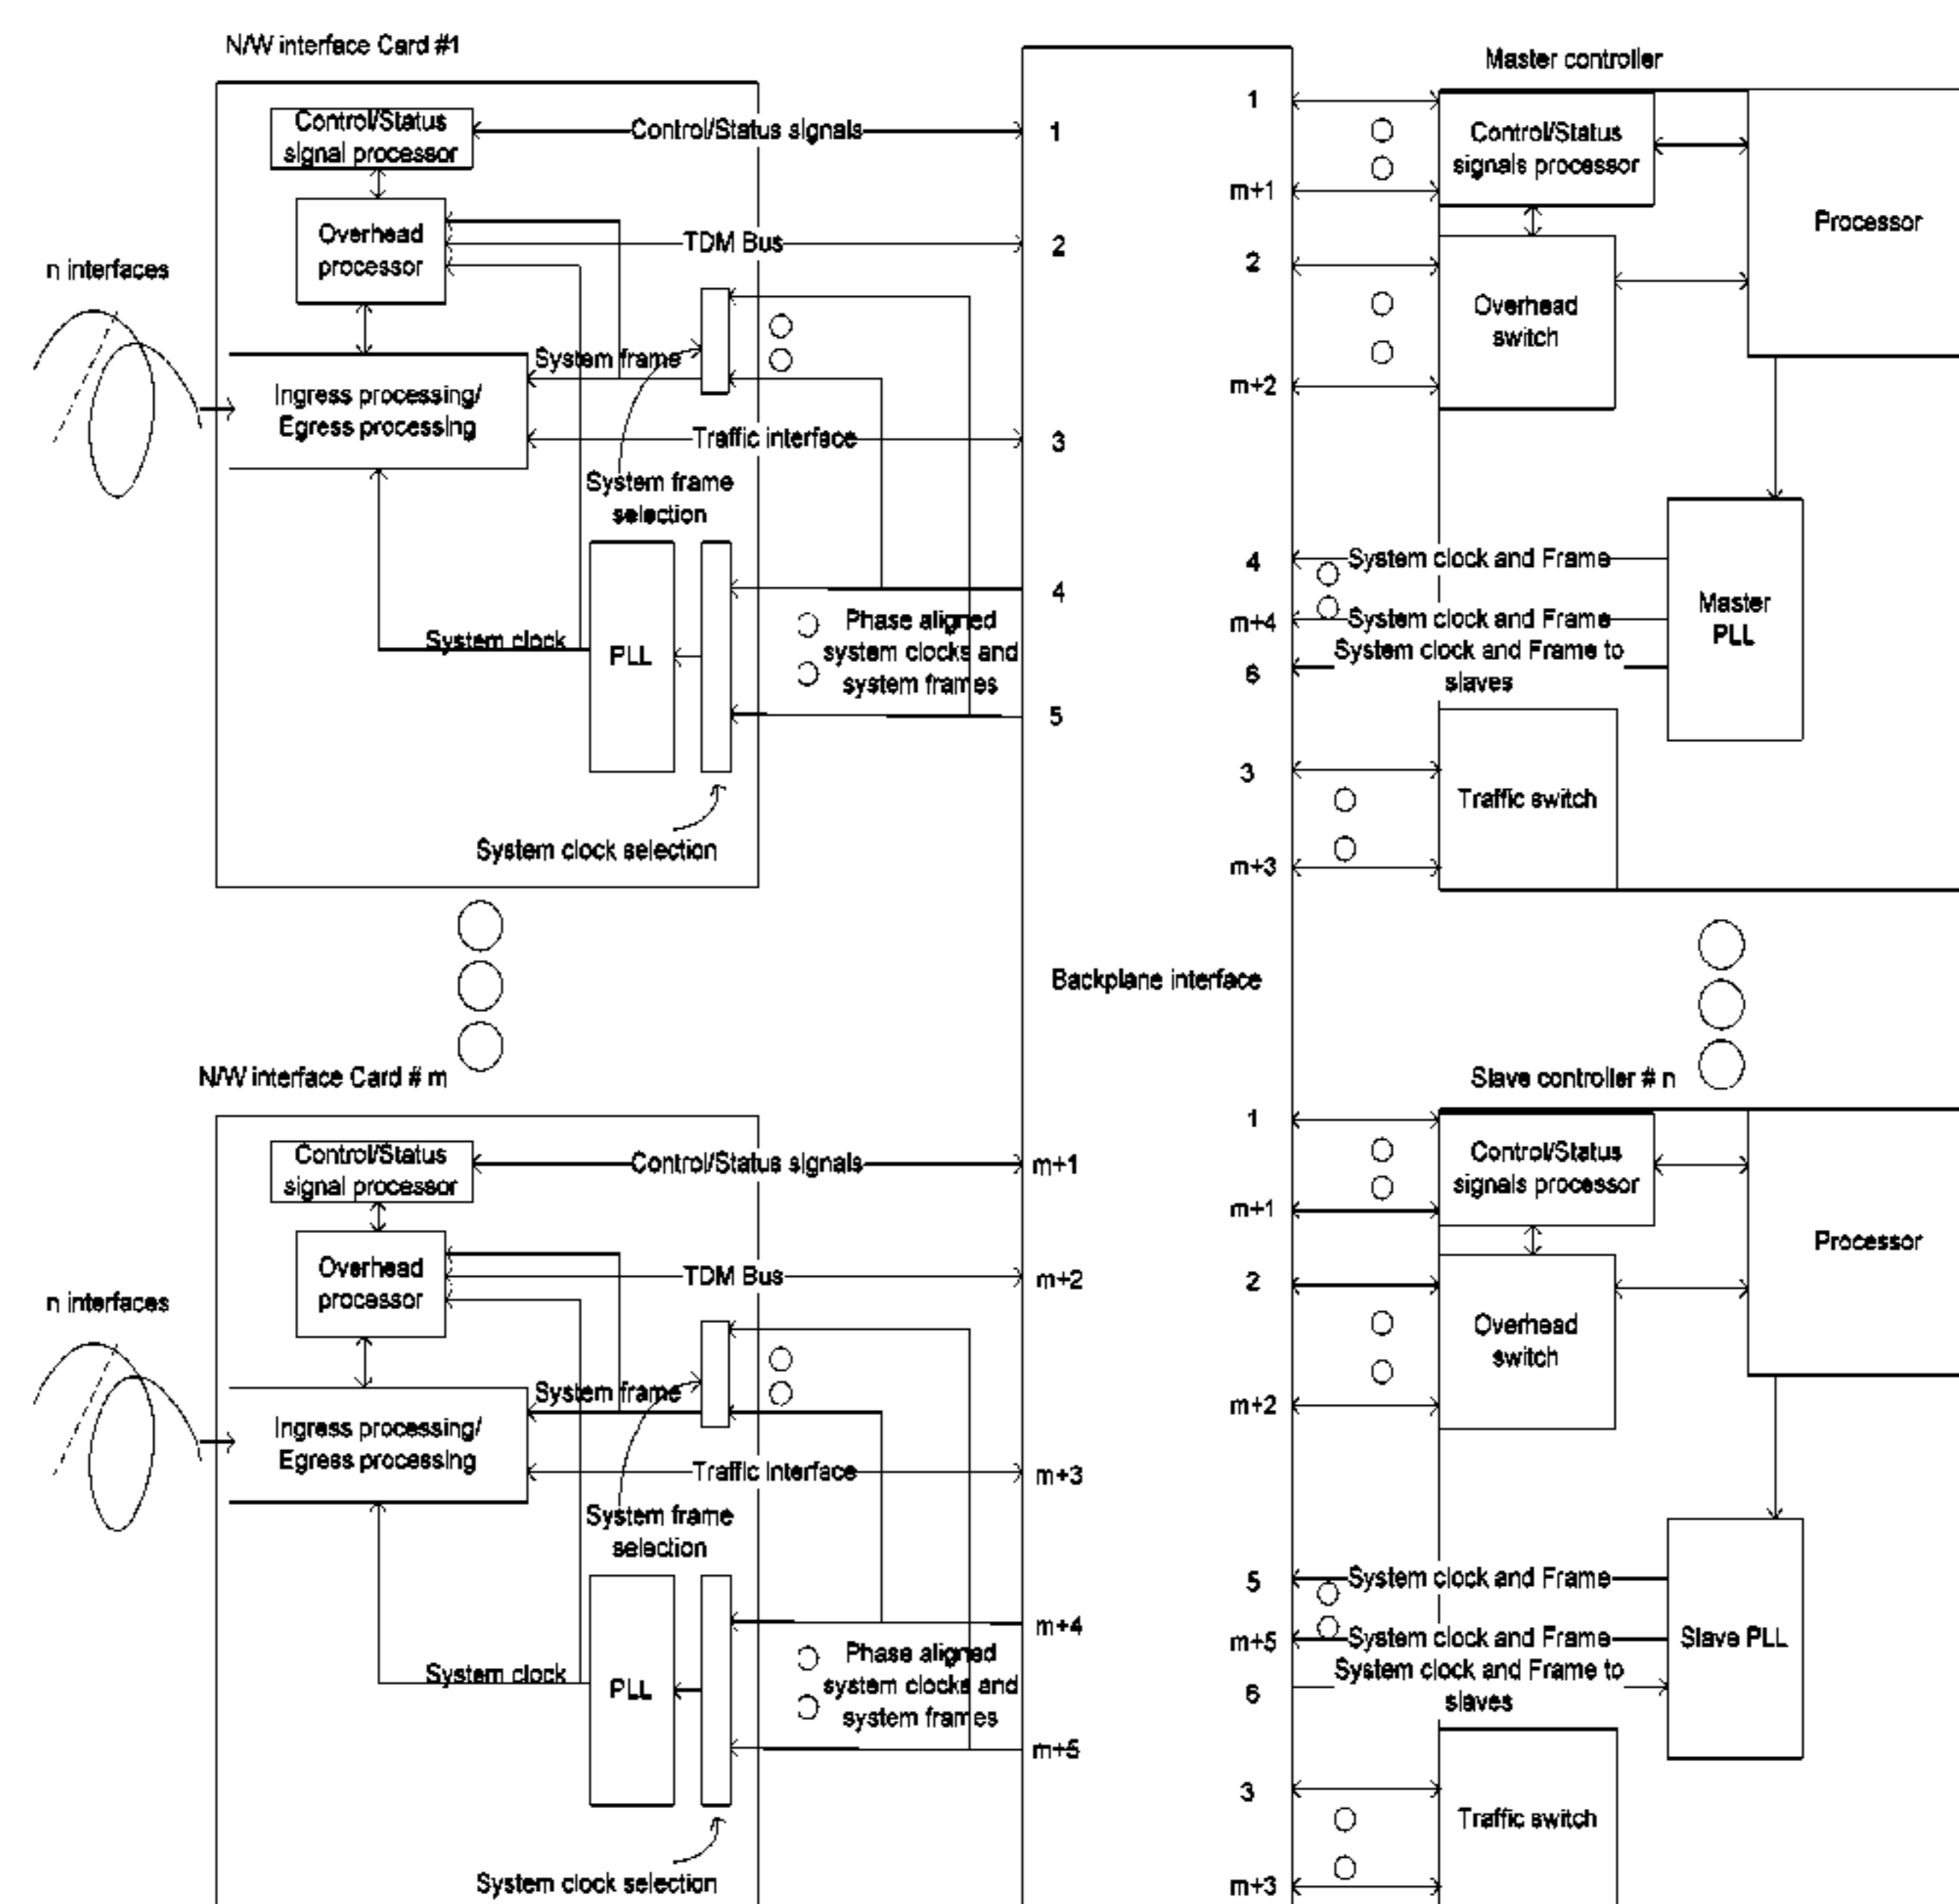 N/W interface Card #1
Control/Status
signal processor
Control/Status signals
1
Overhead
processor
TDM Bus
2
n interfaces
System frame
Ingress processing/
Egress processing
Traffic interface
3
System frame
selection
4
Phase aligned
system clocks and
system frames
System clock
PLL
5
System clock selection
Backplane interface
Master controller
1
m+1
Control/Status
signals processor
Processor
2
m+2
Overhead
switch
4
System clock and Frame
m+4
System clock and Frame
6
System clock and Frame to
slaves
Master
PLL
3
m+3
Traffic switch
N/W interface Card # m
Control/Status
signal processor
Control/Status signals
m+1
Overhead
processor
TDM Bus
m+2
n interfaces
System frame
Ingress processing/
Egress processing
Traffic interface
m+3
System frame
selection
m+4
Phase aligned
system clocks and
system frames
System clock
PLL
m+5
System clock selection
Slave controller # n
1
m+1
Control/Status
signals processor
Processor
2
m+2
Overhead
switch
5
System clock and Frame
m+5
System clock and Frame
6
System clock and Frame to
slaves
Slave PLL
3
m+3
Traffic switch